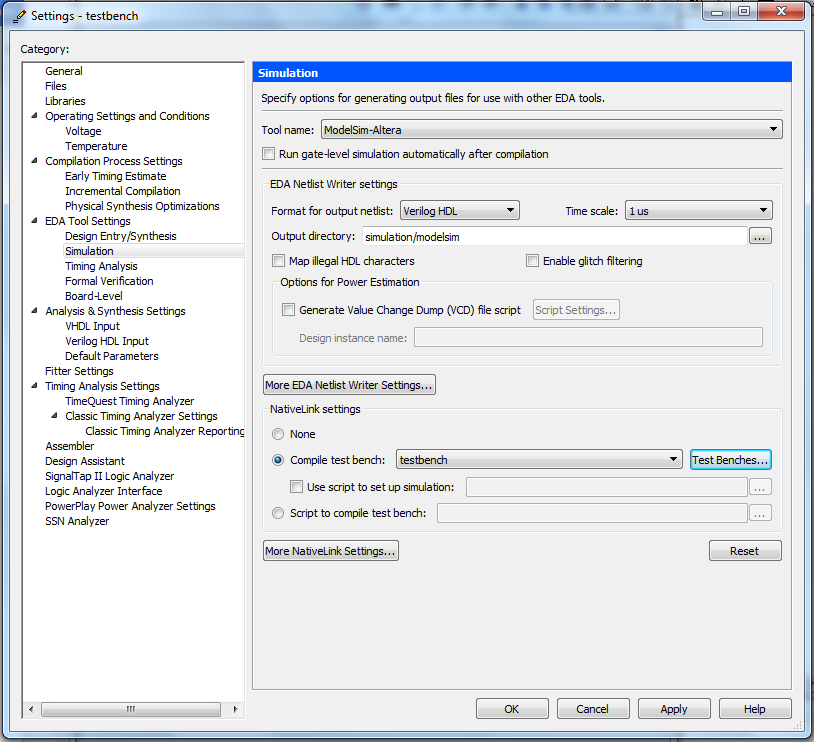 Settings - testbench
Category:
General
Files
Libraries
Operating Settings and Conditions
Voltage
Temperature
Compilation Process Settings
Early Timing Estimate
Incremental Compilation
Physical Synthesis Optimizations
EDA Tool Settings
Design Entry/Synthesis
Simulation
Timing Analysis
Formal Verification
Board-Level
Analysis & Synthesis Settings
VHDL Input
Verilog HDL Input
Default Parameters
Fitter Settings
Timing Analysis Settings
TimeQuest Timing Analyzer
Classic Timing Analyzer Settings
Classic Timing Analyzer Reporting
Assembler
Design Assistant
SignalTap II Logic Analyzer
Logic Analyzer Interface
PowerPlay Power Analyzer Settings
SSN Analyzer
Simulation
Specify options for generating output files for use with other EDA tools.
Tool name: ModelSim-Altera
Run gate-level simulation automatically after compilation
EDA Netlist Writer settings
Format for output netlist: Verilog HDL Time scale: 1 us
Output directory: simulation/modelsim ...
Map illegal HDL characters Enable glitch filtering
Options for Power Estimation
Generate Value Change Dump (VCD) file script Script Settings...
Design instance name:
More EDA Netlist Writer Settings...
NativeLink settings
None
Compile test bench: testbench Test Benches...
Use script to set up simulation: ...
Script to compile test bench: ...
More NativeLink Settings... Reset
OK Cancel Apply Help